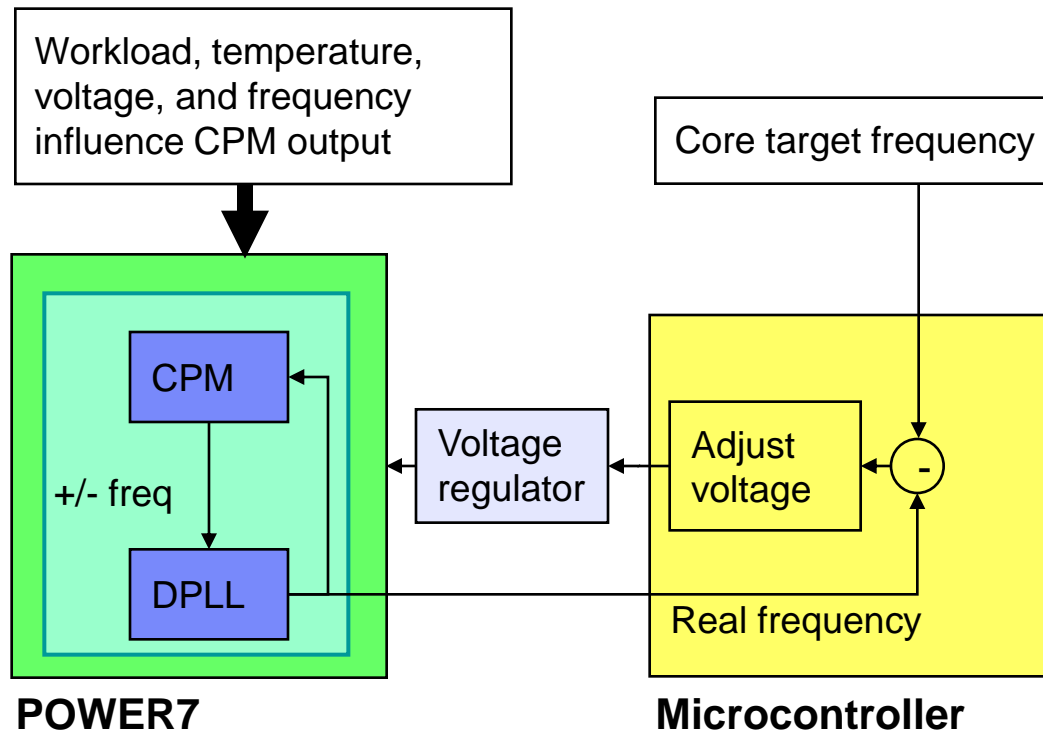 Workload, temperature,
voltage, and frequency
influence CPM output
Core target frequency
CPM
+/- freq
DPLL
Voltage
regulator
Adjust
voltage
-
Real frequency
POWER7
Microcontroller